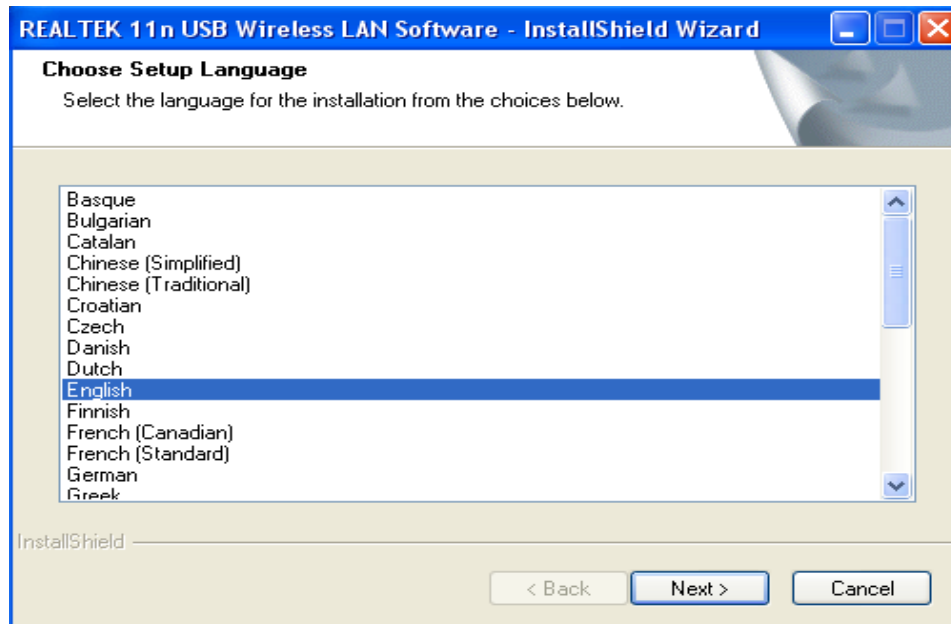 REALTEK 11n USB Wireless LAN Software - InstallShield Wizard
Choose Setup Language
Select the language for the installation from the choices below.
Basque
Bulgarian
Catalan
Chinese (Simplified)
Chinese (Traditional)
Croatian
Czech
Danish
Dutch
English
Finnish
French (Canadian)
French (Standard)
German
Greek
InstallShield
< Back Next > Cancel